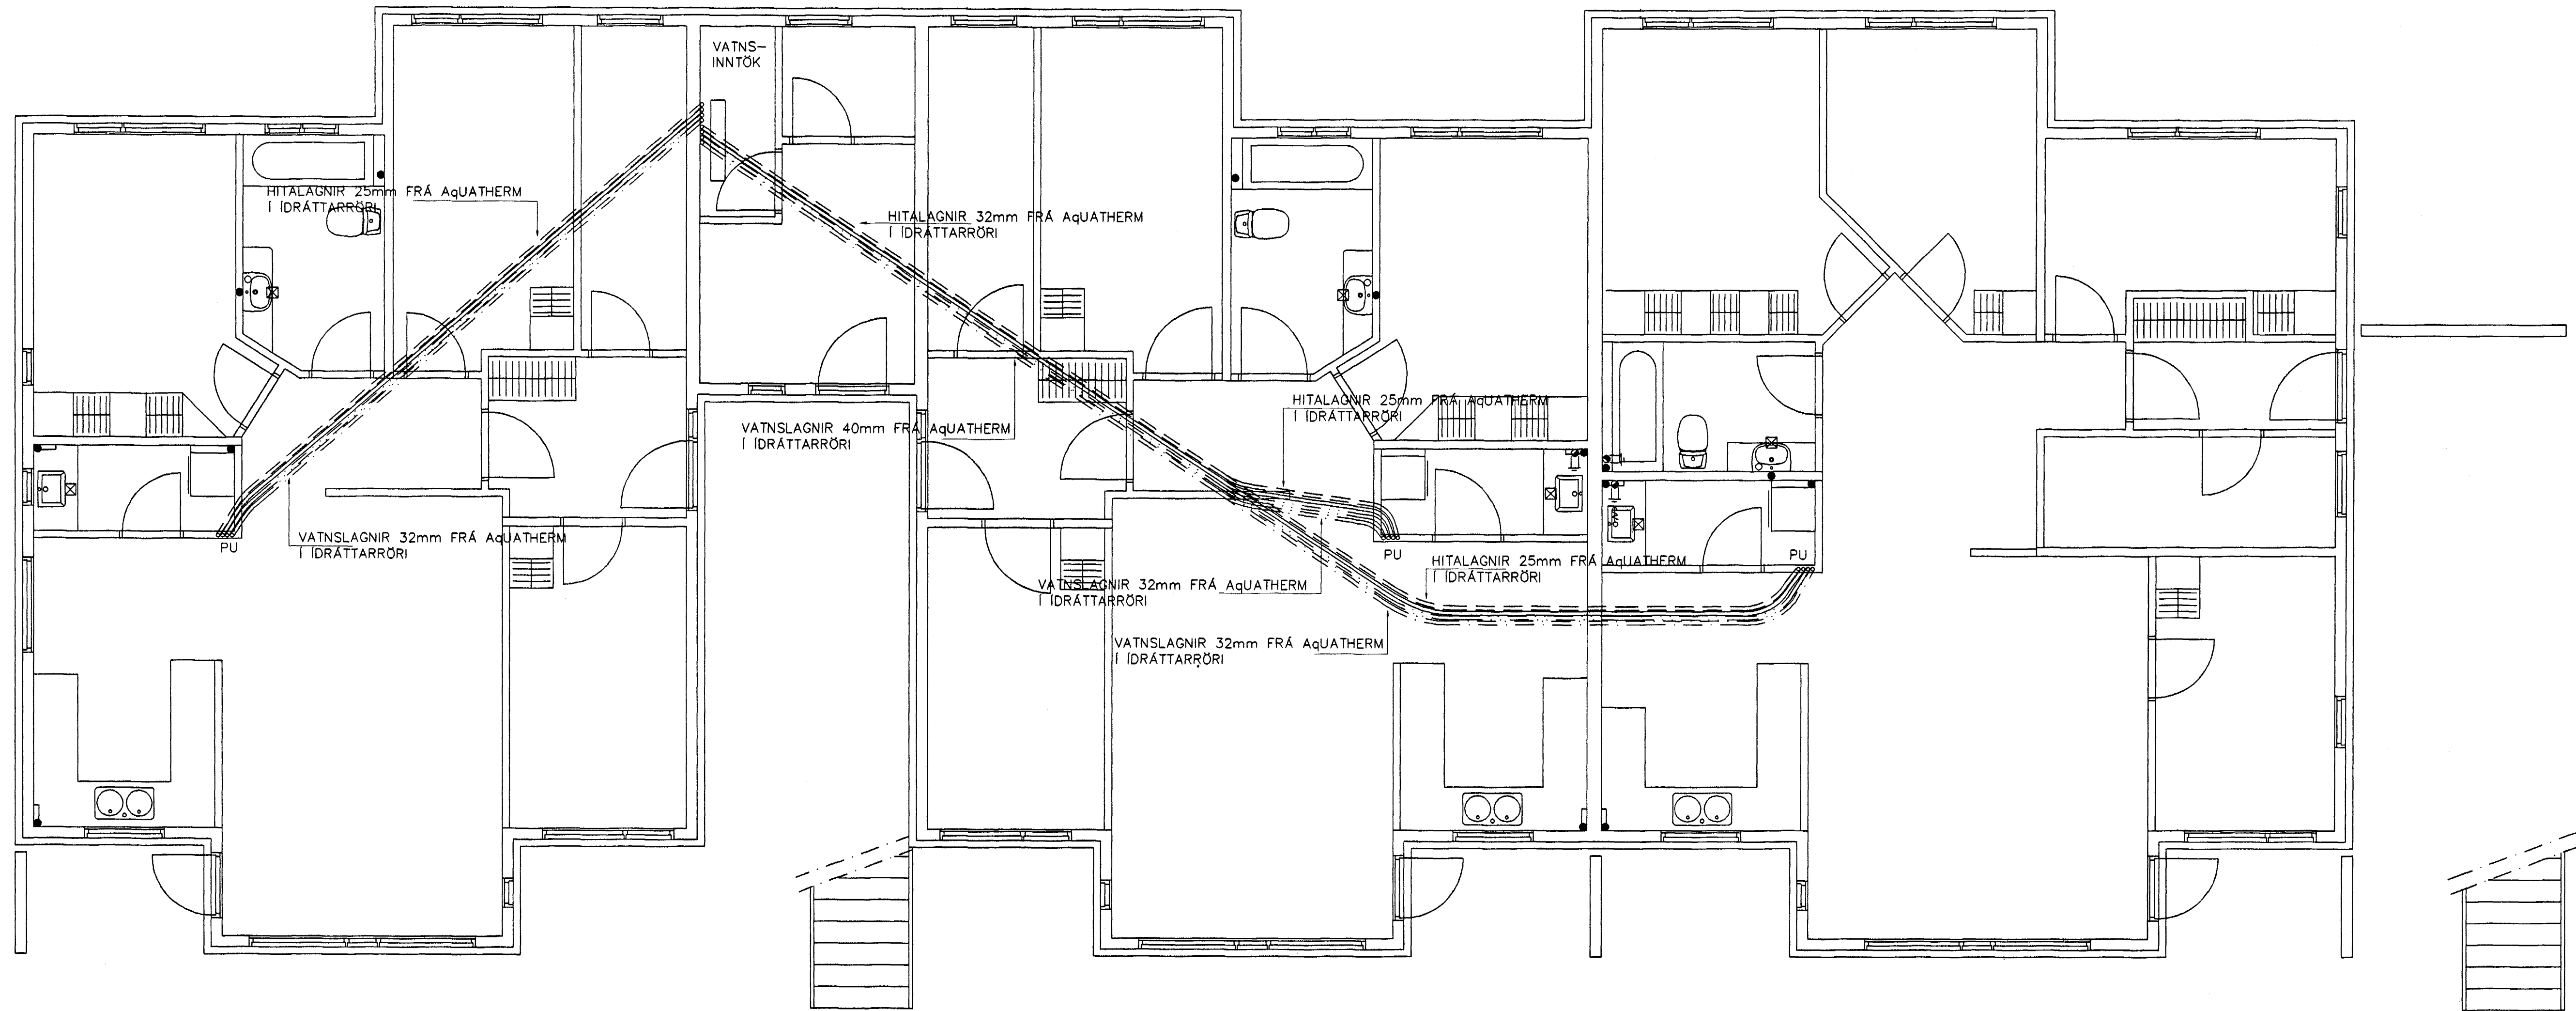 VATNS–
INNTÖK
HITALAGNIR 25mm FRÁ AqUATHERM
Í ÍDRÁTTARRÖRI
HITALAGNIR 32mm FRÁ AqUATHERM
Í ÍDRÁTTARRÖRI
VATNSLAGNIR 40mm FRÁ AqUATHERM
Í ÍDRÁTTARRÖRI
HITALAGNIR 25mm FRÁ AqUATHERM
Í ÍDRÁTTARRÖRI
VATNSLAGNIR 32mm FRÁ AqUATHERM
Í ÍDRÁTTARRÖRI
PU
PU
PU
HITALAGNIR 25mm FRÁ AqUATHERM
Í ÍDRÁTTARRÖRI
VATNSLAGNIR 32mm FRÁ AqUATHERM
Í ÍDRÁTTARRÖRI
VATNSLAGNIR 32mm FRÁ AqUATHERM
Í ÍDRÁTTARRÖRI